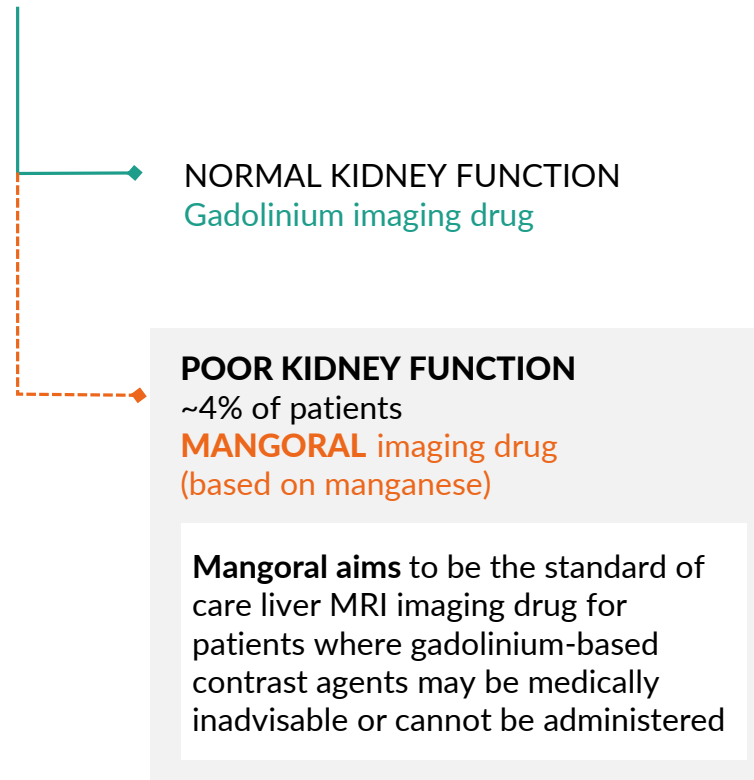 NORMAL KIDNEY FUNCTION
Gadolinium imaging drug
POOR KIDNEY FUNCTION
~4% of patients
MANGORAL imaging drug
(based on manganese)
Mangoral aims to be the standard of
care liver MRI imaging drug for
patients where gadolinium-based
contrast agents may be medically
inadvisable or cannot be administered